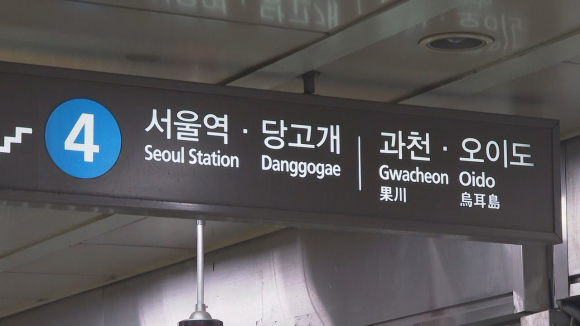 4
서울역 · 당고개
Seoul Station Danggogae
과천 · 오이도
Gwacheon Oido
果川 烏耳島